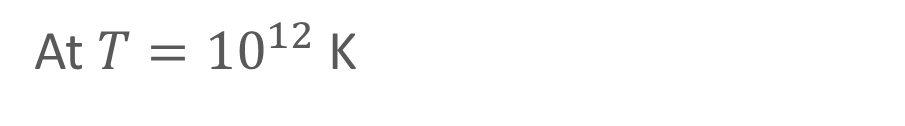 At 𝑇 = 10¹² K